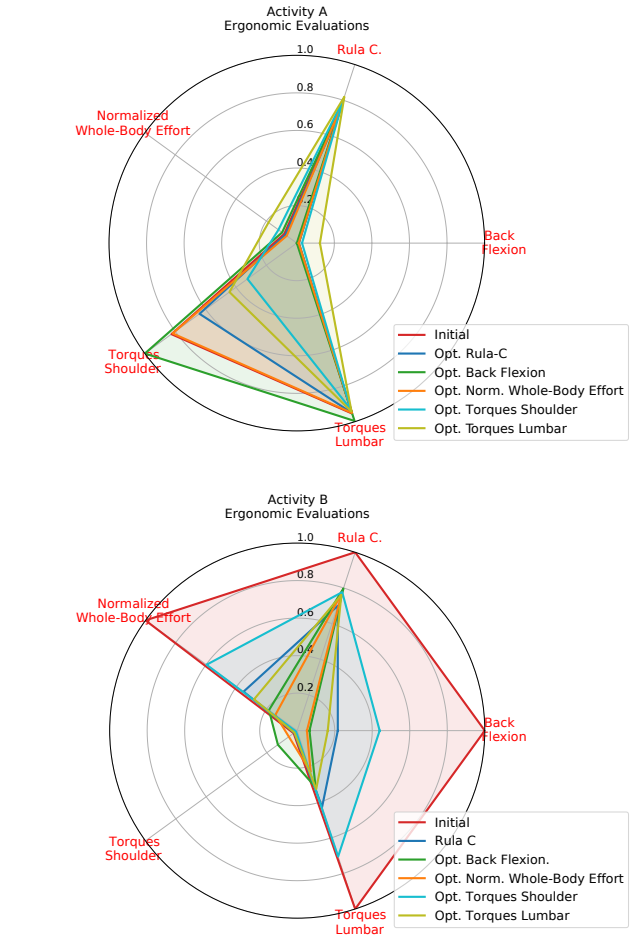 Activity A
Ergonomic Evaluations
1.0
Rula C.
0.8
0.6
Normalized
Whole-Body Effort
0.4
.2
Back
Flexion
Torques
Shoulder
Torques
Lumbar
Initial
Opt. Rula-C
Opt. Back Flexion
Opt. Norm. Whole-Body Effort
Opt. Torques Shoulder
Opt. Torques Lumbar
Activity B
Ergonomic Evaluations
1.0
Rula C.
0.8
Normalized
Whole-Body Effort
0.6
0.4
0.2
Back
Flexion
Torques
Shoulder
Torques
Lumbar
Initial
Rula C
Opt. Back Flexion.
Opt. Norm. Whole-Body Effort
Opt. Torques Shoulder
Opt. Torques Lumbar